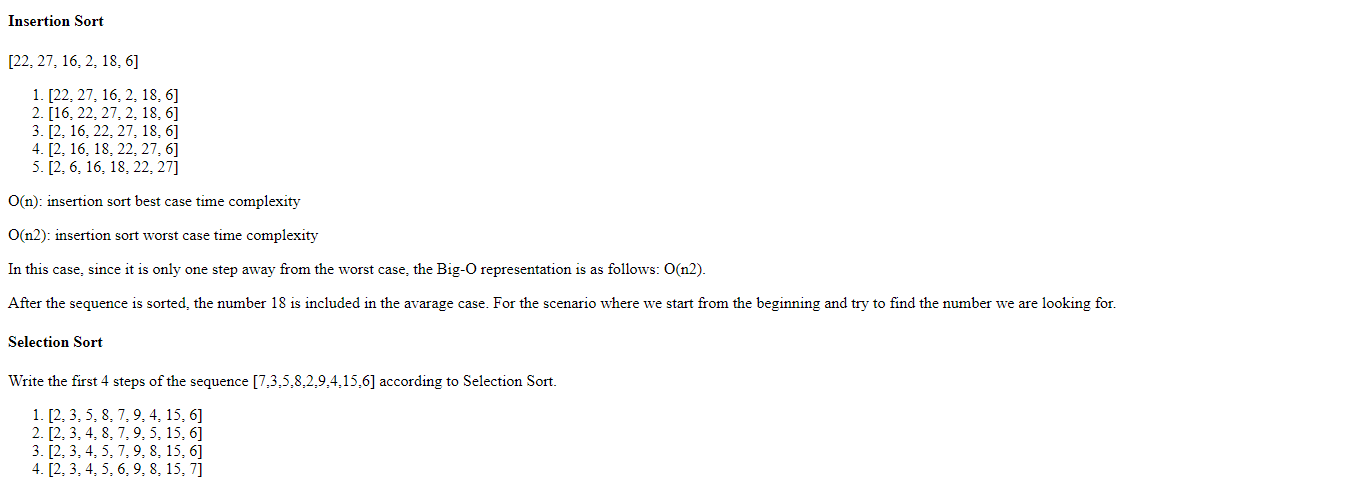 Insertion Sort
[22, 27, 16, 2, 18, 6]
1. [22, 27, 16, 2, 18, 6]
2. [16, 22, 27, 2, 18, 6]
3. [2, 16, 22, 27, 18, 6]
4. [2, 16, 18, 22, 27, 6]
5. [2, 6, 16, 18, 22, 27]
O(n): insertion sort best case time complexity
O(n2): insertion sort worst case time complexity
In this case, since it is only one step away from the worst case, the Big-O representation is as follows: O(n2).
After the sequence is sorted, the number 18 is included in the avarage case. For the scenario where we start from the beginning and try to find the number we are looking for.
Selection Sort
Write the first 4 steps of the sequence [7,3,5,8,2,9,4,15,6] according to Selection Sort.
1. [2, 3, 5, 8, 7, 9, 4, 15, 6]
2. [2, 3, 4, 8, 7, 9, 5, 15, 6]
3. [2, 3, 4, 5, 7, 9, 8, 15, 6]
4. [2, 3, 4, 5, 6, 9, 8, 15, 7]